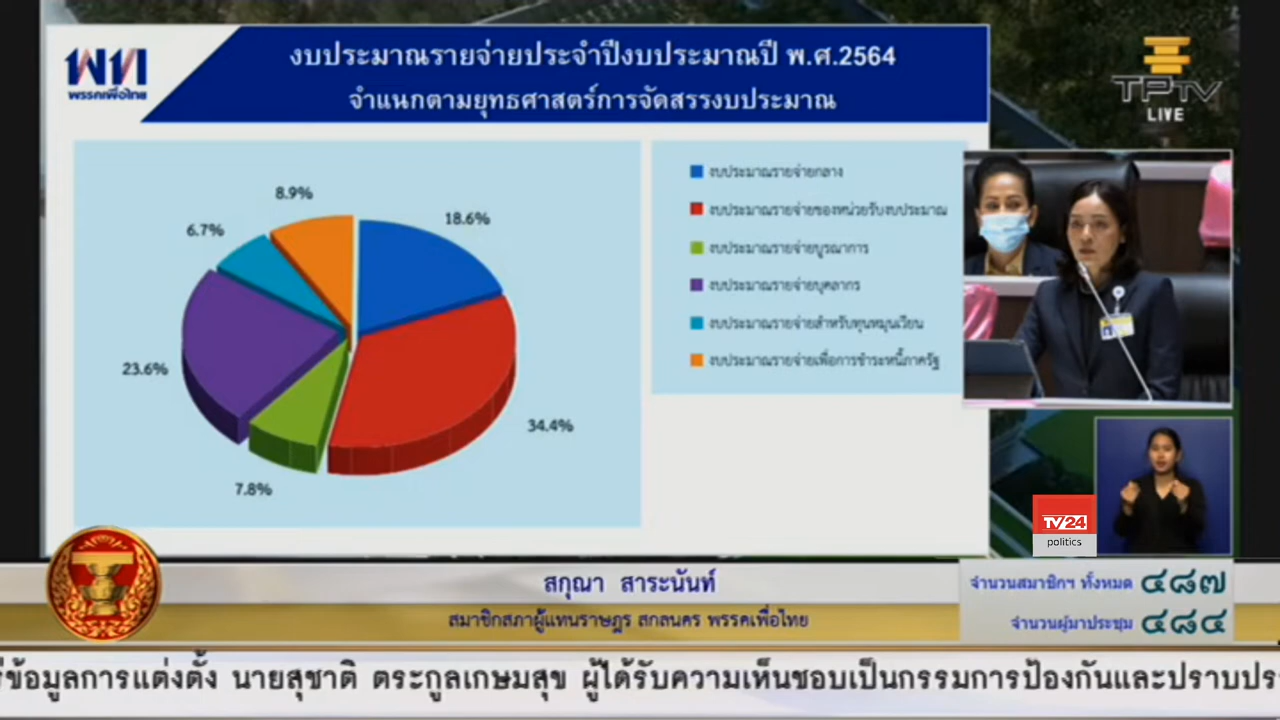 พท
พรรคเพื่อไทย
งบประมาณรายจ่ายประจำปีงบประมาณปี พ.ศ.2564
จำแนกตามยุทธศาสตร์การจัดสรรงบประมาณ
TPTV
LIVE
8.9%
18.6%
6.7%
23.6%
34.4%
7.8%
งบประมาณรายจ่ายกลาง
งบประมาณรายจ่ายของหน่วยรับงบประมาณ
งบประมาณรายจ่ายบูรณาการ
งบประมาณรายจ่ายบุคลากร
งบประมาณรายจ่ายสำหรับทุนหมุนเวียน
งบประมาณรายจ่ายเพื่อการชำระหนี้ภาครัฐ
TV24
politics
สกุณา สาระนันท์
สมาชิกสภาผู้แทนราษฎร สกลนคร พรรคเพื่อไทย
จำนวนสมาชิกฯ ทั้งหมด ๔๘๗
จำนวนผู้มาประชุม ๔๘๔
ข้อมูลการแต่งตั้ง นายสุชาติ ตระกูลเกษมสุข ผู้ได้รับความเห็นชอบเป็นกรรมการป้องกันและปราบปร